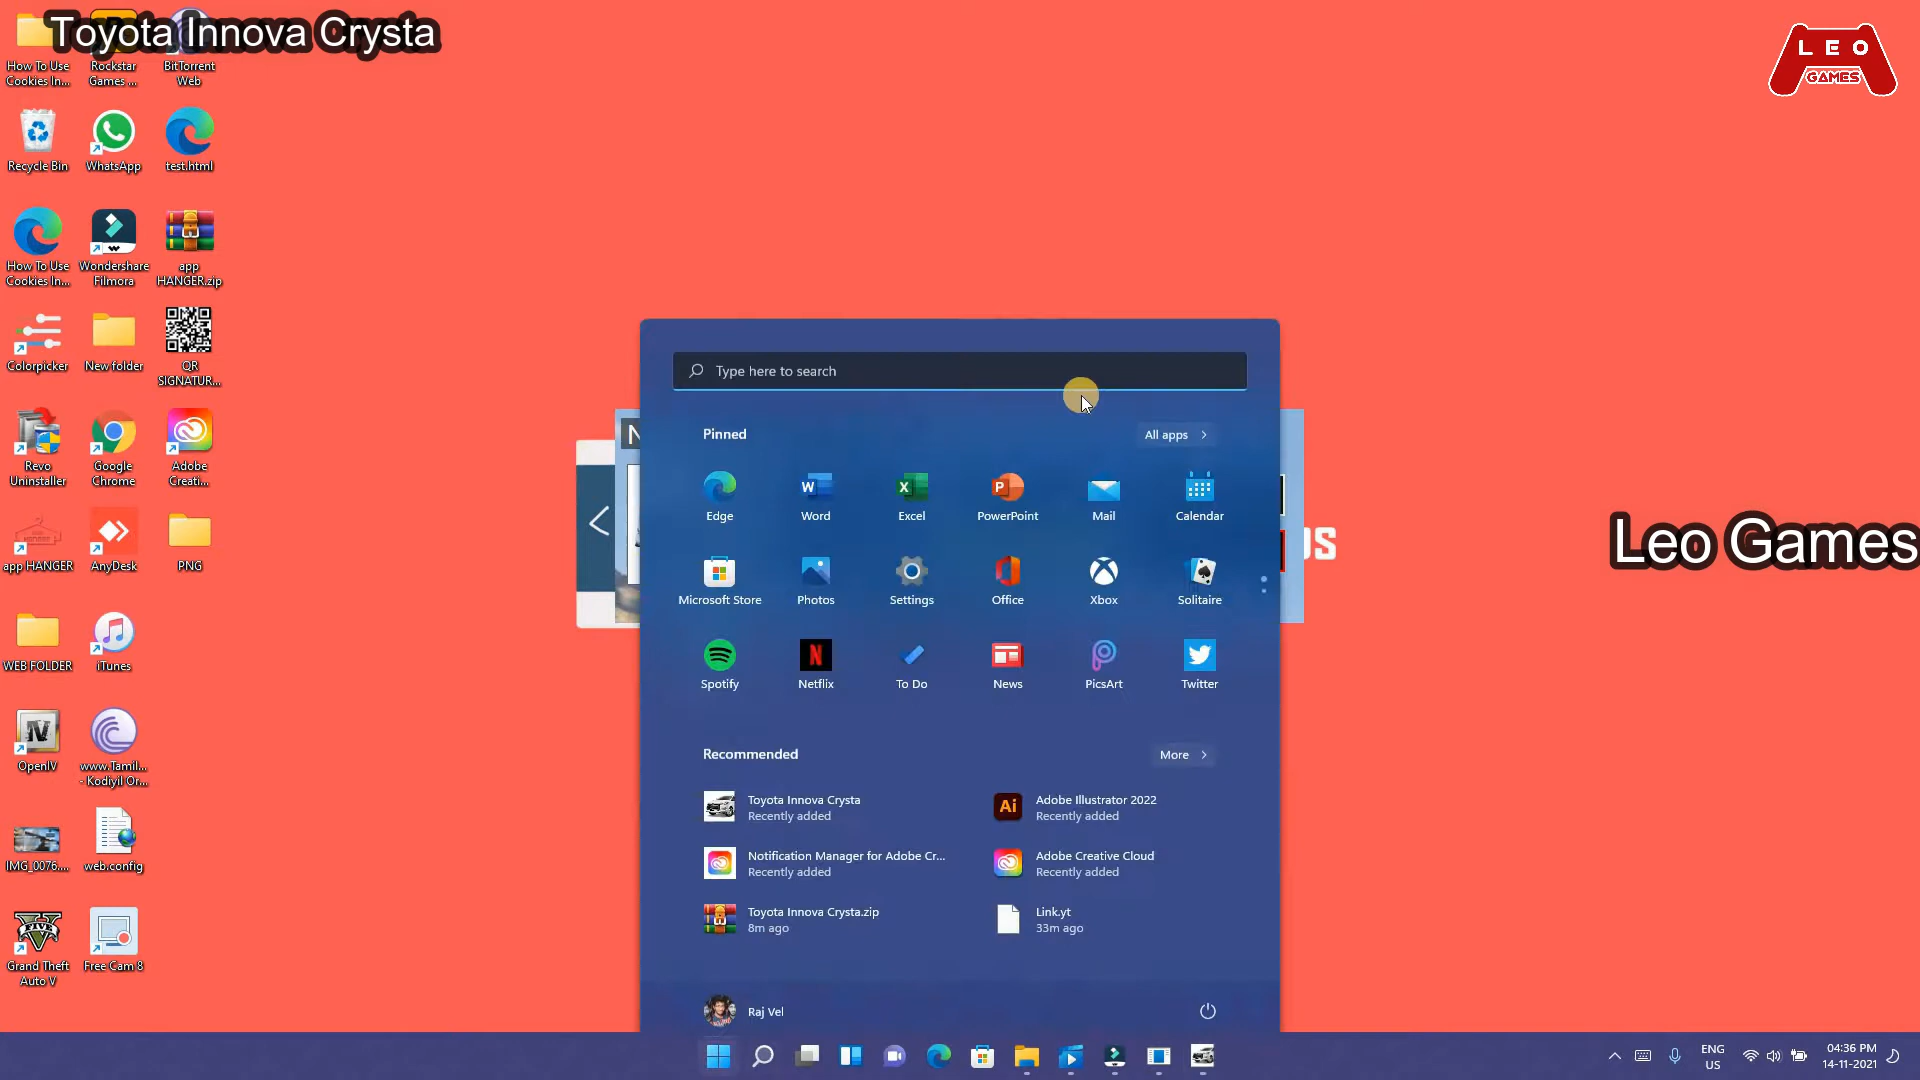 Toyota Innova Crysta
How To Use
Cookies In...
Rockstar
Games ...
BitTorrent
Web
LEO
GAMES
Recycle Bin
WhatsApp
test.html
How To Use
Cookies In...
Wondershare
Filmora
app
HANGER.zip
Colorpicker
New folder
QR
SIGNATUR...
Revo
Uninstaller
Google
Chrome
Adobe
Creati...
app HANGER
AnyDesk
PNG
WEB FOLDER
iTunes
OpenIV
www.Tamil...
- Kodiyil Or...
IMG_0076....
web.config
FIVE
Grand Theft
Auto V
Free Cam 8
Type here to search
Pinned
All apps
Edge
Word
Excel
PowerPoint
Mail
Calendar
Microsoft Store
Photos
Settings
Office
Xbox
Solitaire
Spotify
Netflix
To Do
News
PicsArt
Twitter
Leo Games
Recommended
More
Toyota Innova Crysta
Recently added
Adobe Illustrator 2022
Recently added
Notification Manager for Adobe Cr...
Recently added
Adobe Creative Cloud
Recently added
Toyota Innova Crysta.zip
8m ago
Link.yt
33m ago
Raj Vel
ENG
US
04:36 PM
14-11-2021